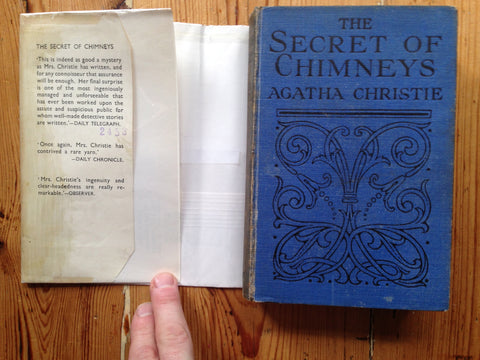 THE SECRET OF CHIMNEYS
'This is indeed as good a mystery
as Mrs. Christie has written, and
for any connoisseur that assurance
will be enough. Her final surprise
is one of the most ingeniously
managed and unforseeable that
has ever been worked upon the
astute and suspicious public for
whom well-made detective stories
are written.'—DAILY TELEGRAPH.
2453
'Once again, Mrs. Christie has
contrived a rare yarn.'
—DAILY CHRONICLE.
'Mrs. Christie's ingenuity and
clear-headedness are really re-
markable.'—OBSERVER.
THE
SECRET OF
CHIMNEYS
AGATHA CHRISTIE